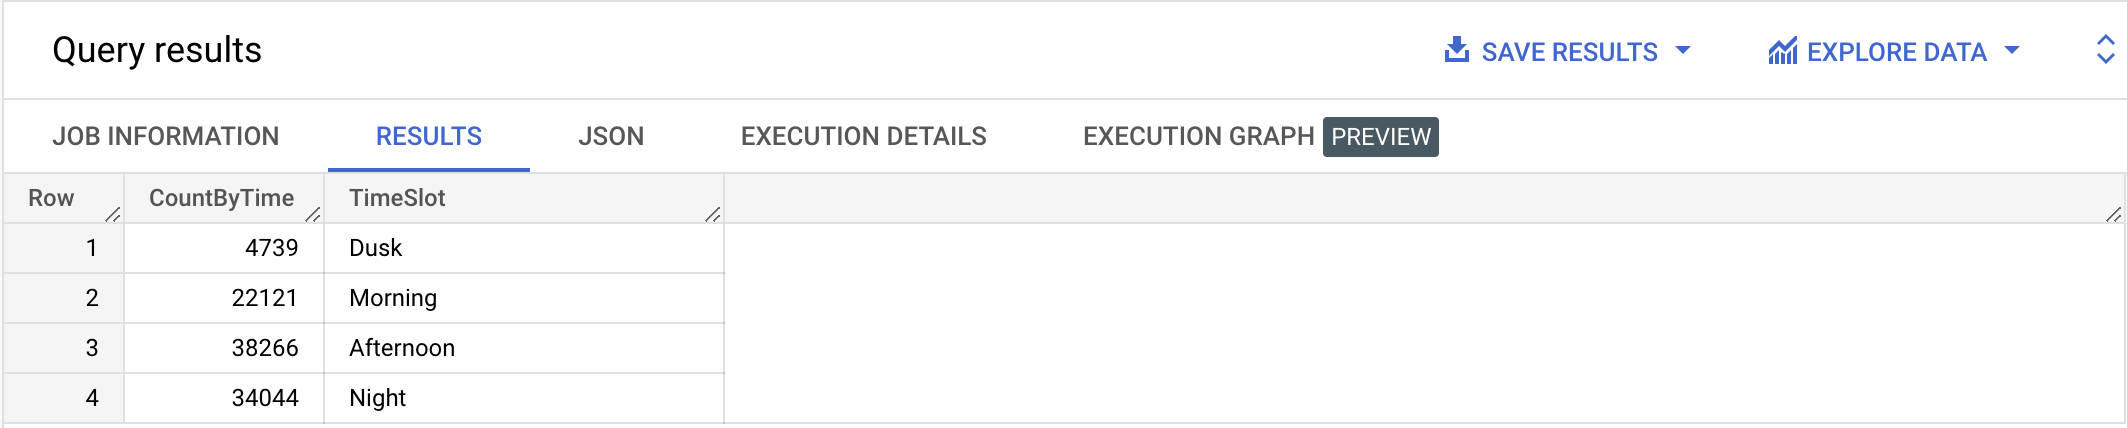 Query results SAVE RESULTS EXPLORE DATA
JOB INFORMATION RESULTS JSON EXECUTION DETAILS EXECUTION GRAPH PREVIEW
Row CountByTime TimeSlot
1 4739 Dusk
2 22121 Morning
3 38266 Afternoon
4 34044 Night